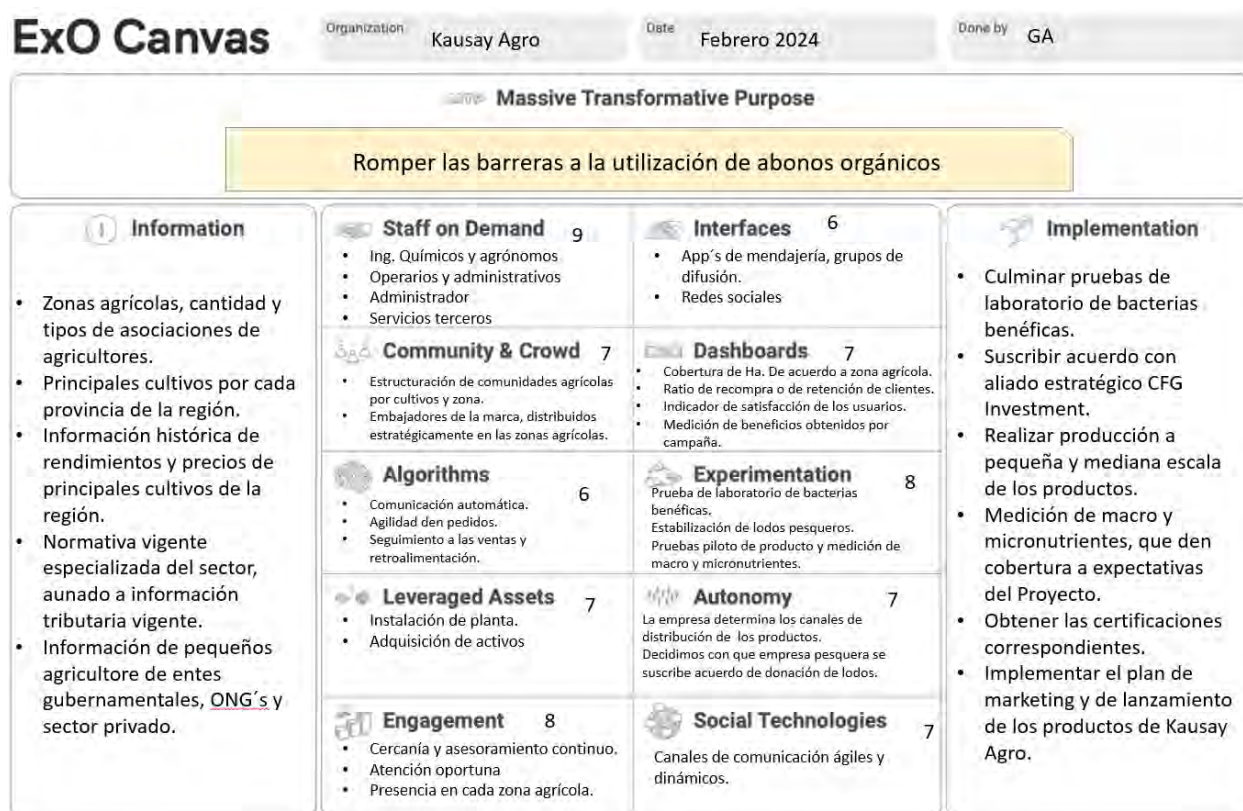 ExO Canvas
Organization
Kausay Agro
Date
Febrero 2024
Done by
GA
Massive Transformative Purpose
Romper las barreras a la utilización de abonos orgánicos
Information
• Zonas agrícolas, cantidad y
tipos de asociaciones de
agricultores.
• Principales cultivos por cada
provincia de la región.
• Información histórica de
rendimientos y precios de
principales cultivos de la
región.
• Normativa vigente
especializada del sector,
aunado a información
tributaria vigente.
• Información de pequeños
agricultore de entes
gubernamentales, ONG´s y
sector privado.
Staff on Demand 9
• Ing. Químicos y agrónomos
• Operarios y administrativos
• Administrador
• Servicios terceros
Interfaces 6
• App´s de mendajería, grupos de
difusión.
• Redes sociales
Community & Crowd 7
• Estructuración de comunidades agrícolas
por cultivos y zona.
• Embajadores de la marca, distribuidos
estratégicamente en las zonas agrícolas.
Dashboards 7
• Cobertura de Ha. De acuerdo a zona agrícola.
• Ratio de recompra o de retención de clientes.
• Indicador de satisfacción de los usuarios.
• Medición de beneficios obtenidos por
campaña.
Algorithms 6
• Comunicación automática.
• Agilidad den pedidos.
• Seguimiento a las ventas y
retroalimentación.
Experimentation 8
Prueba de laboratorio de bacterias
benéficas.
Estabilización de lodos pesqueros.
Pruebas piloto de producto y medición de
macro y micronutrientes.
Leveraged Assets 7
• Instalación de planta.
• Adquisición de activos
Autonomy 7
La empresa determina los canales de
distribución de los productos.
Decidimos con que empresa pesquera se
suscribe acuerdo de donación de lodos.
Engagement 8
• Cercanía y asesoramiento continuo.
• Atención oportuna
• Presencia en cada zona agrícola.
Social Technologies 7
Canales de comunicación ágiles y
dinámicos.
Implementation
• Culminar pruebas de
laboratorio de bacterias
benéficas.
• Suscribir acuerdo con
aliado estratégico CFG
Investment.
• Realizar producción a
pequeña y mediana escala
de los productos.
• Medición de macro y
micronutrientes, que den
cobertura a expectativas
del Proyecto.
• Obtener las certificaciones
correspondientes.
• Implementar el plan de
marketing y de lanzamiento
de los productos de Kausay
Agro.